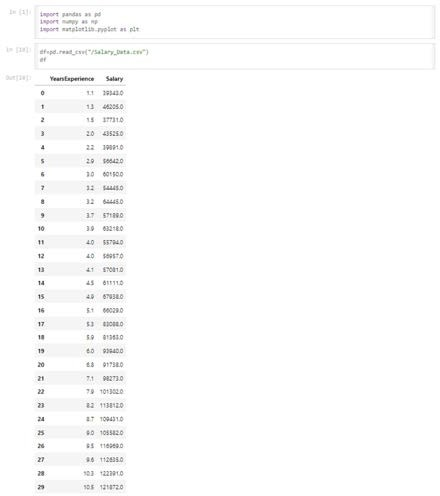 In [1]:
import pandas as pd
import numpy as np
import matplotlib.pyplot as plt
In [18]:
df=pd.read_csv("/Salary_Data.csv")
df
Out[18]:
YearsExperience Salary
0 1.1 39343.0
1 1.3 46205.0
2 1.5 37731.0
3 2.0 43525.0
4 2.2 39891.0
5 2.9 56642.0
6 3.0 60150.0
7 3.2 54445.0
8 3.2 64445.0
9 3.7 57189.0
10 3.9 63218.0
11 4.0 55794.0
12 4.0 56957.0
13 4.1 57081.0
14 4.5 61111.0
15 4.9 67938.0
16 5.1 66029.0
17 5.3 83088.0
18 5.9 81363.0
19 6.0 93940.0
20 6.8 91738.0
21 7.1 98273.0
22 7.9 101302.0
23 8.2 113812.0
24 8.7 109431.0
25 9.0 105582.0
26 9.5 116969.0
27 9.6 112635.0
28 10.3 122391.0
29 10.5 121872.0